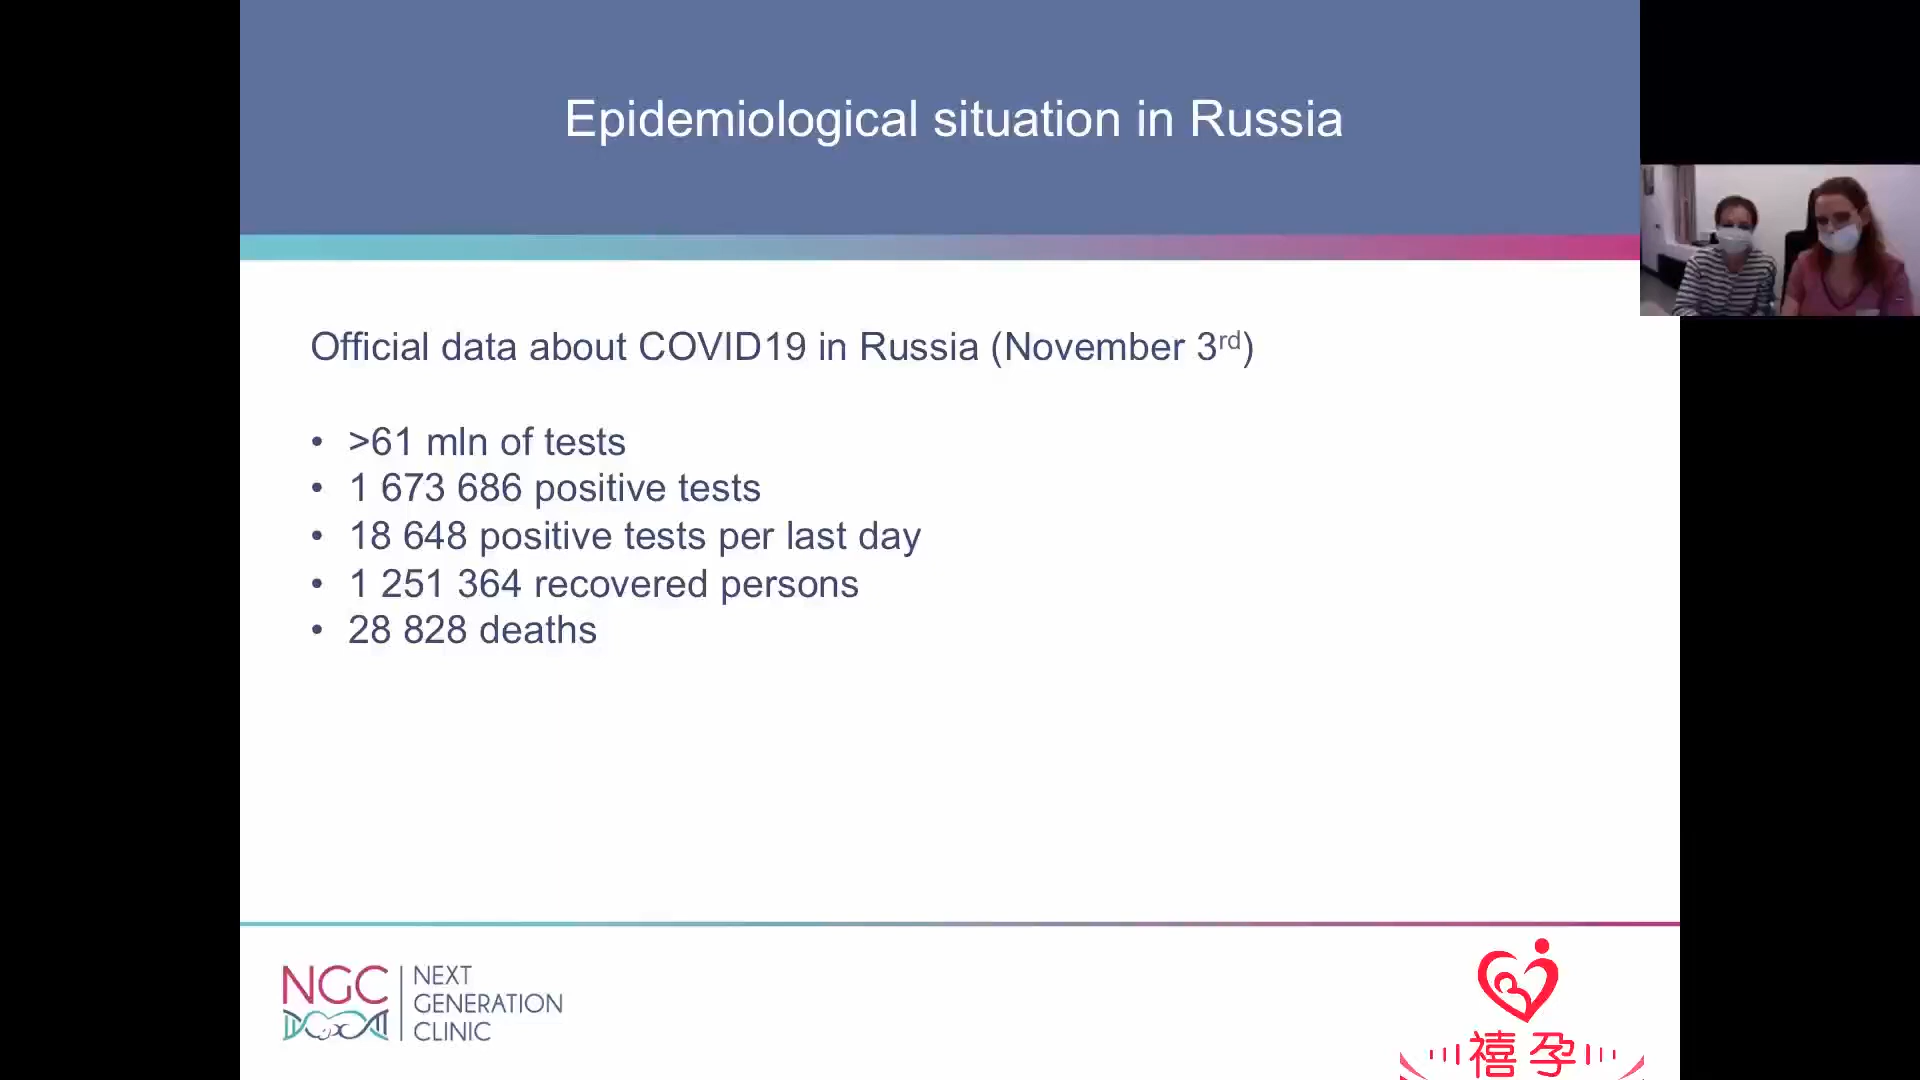 Epidemiological situation in Russia
Official data about COVID19 in Russia (November 3rd)
• >61 mln of tests
• 1 673 686 positive tests
• 18 648 positive tests per last day
• 1 251 364 recovered persons
• 28 828 deaths
NGC
NEXT
GENERATION
CLINIC
禧孕